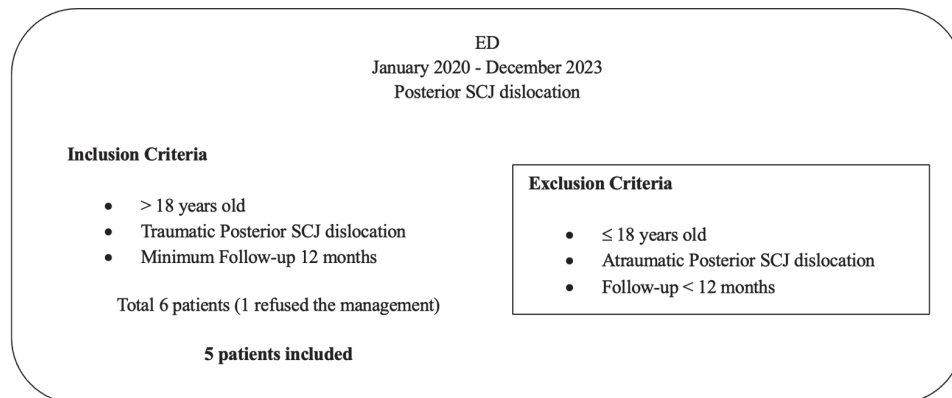 ED
January 2020 - December 2023
Posterior SCJ dislocation
Inclusion Criteria
• > 18 years old
• Traumatic Posterior SCJ dislocation
• Minimum Follow-up 12 months
Total 6 patients (1 refused the management)
5 patients included
Exclusion Criteria
• ≤ 18 years old
• Atraumatic Posterior SCJ dislocation
• Follow-up < 12 months